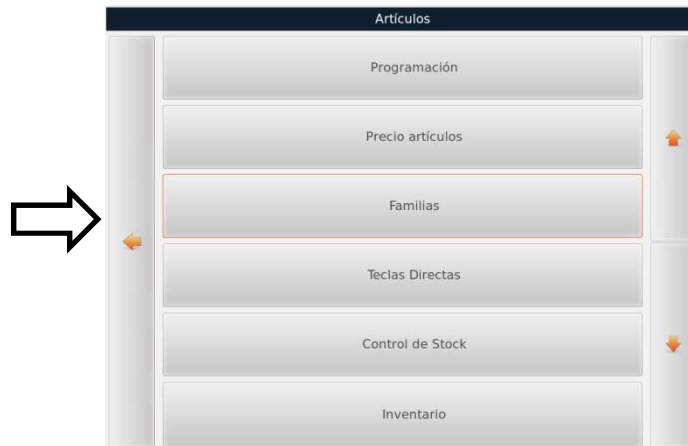 Artículos
Programación
Precio artículos
Familias
Teclas Directas
Control de Stock
Inventario